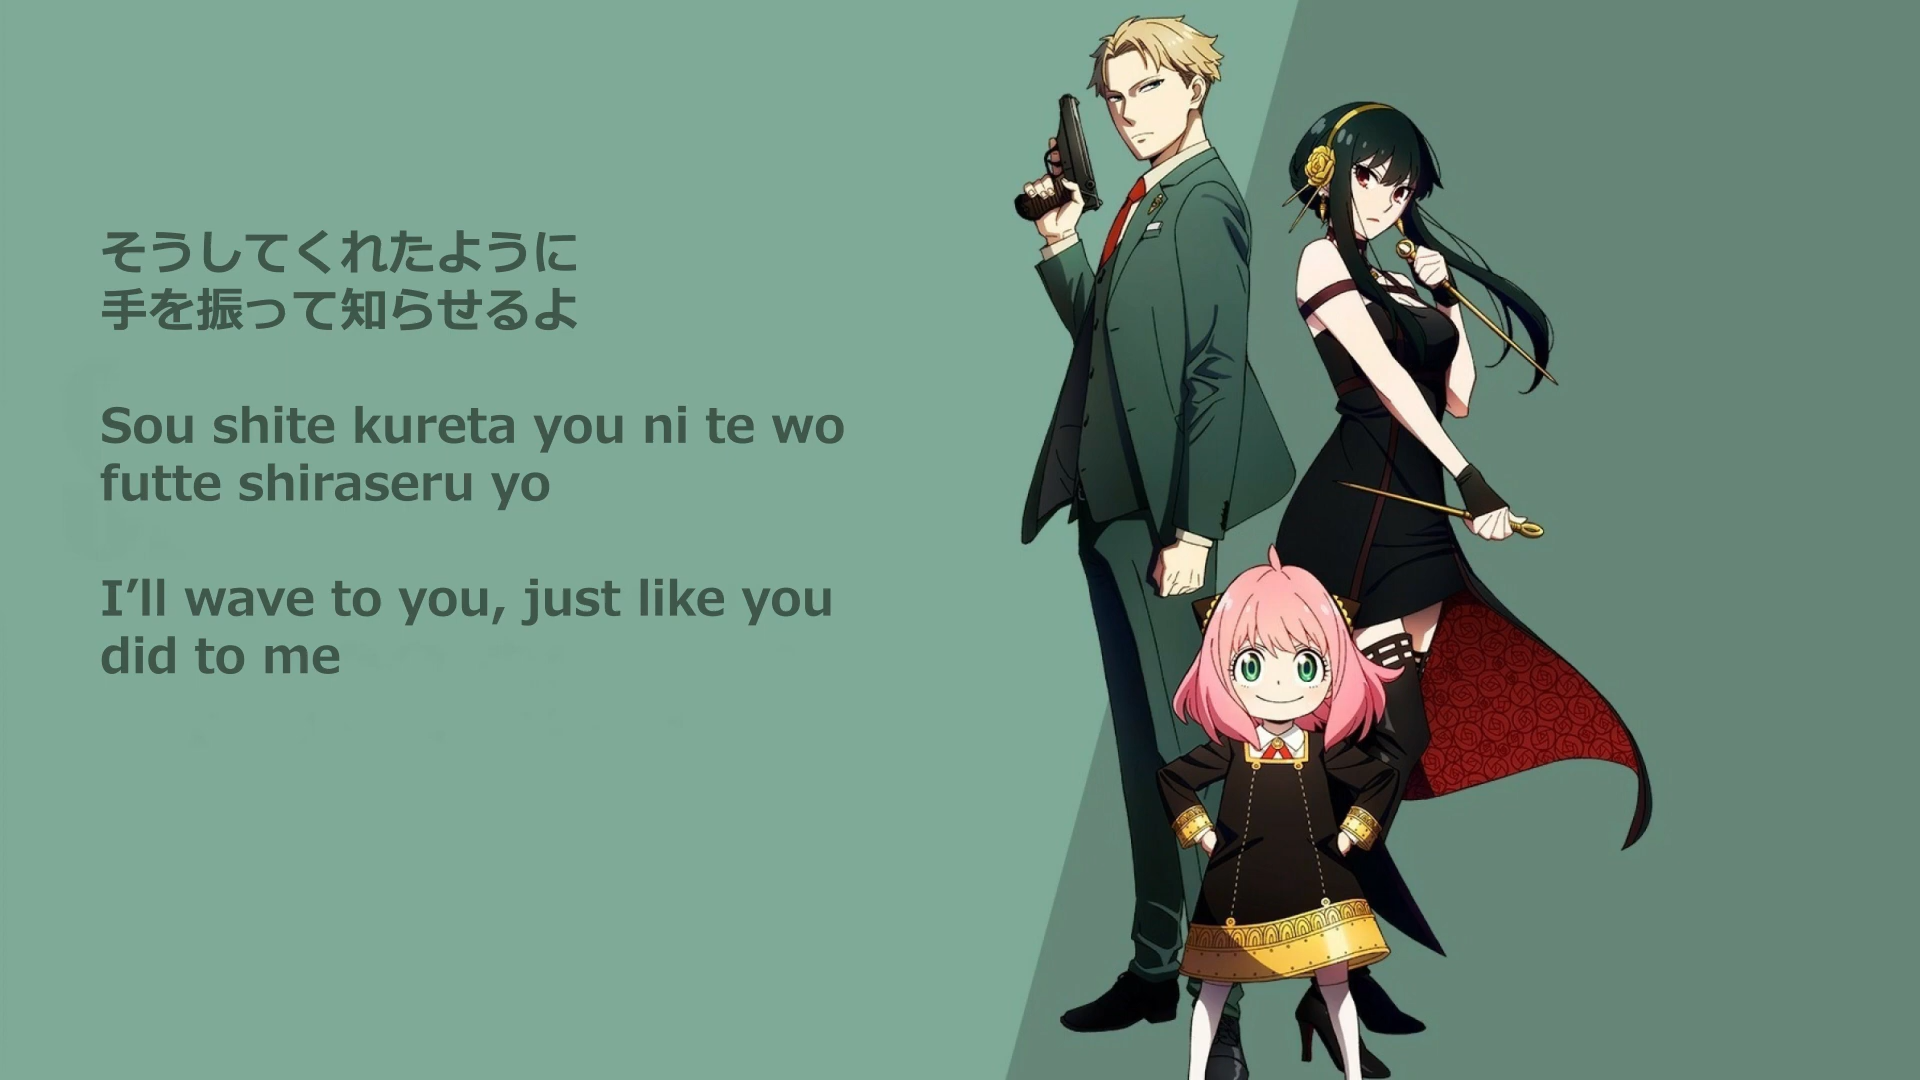 そうしてくれたように
手を振って知らせるよ
Sou shite kureta you ni te wo
futte shiraseru yo
I’ll wave to you, just like you
did to me